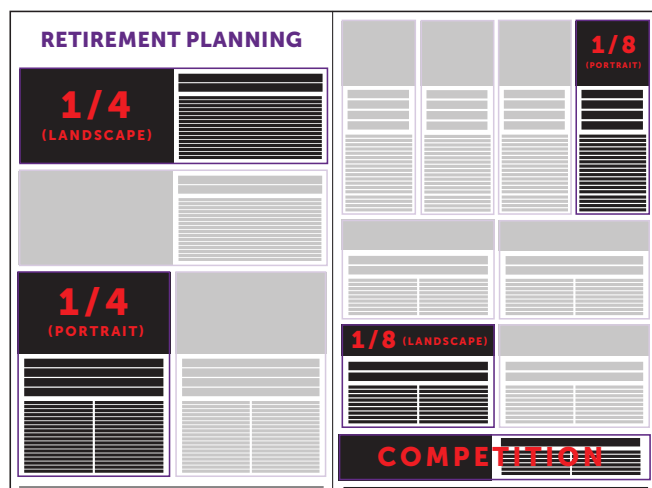 RETIREMENT PLANNING
1/4
(LANDSCAPE)
1/4
(PORTRAIT)
1/8
(PORTRAIT)
1/8 (LANDSCAPE)
COMPETITION